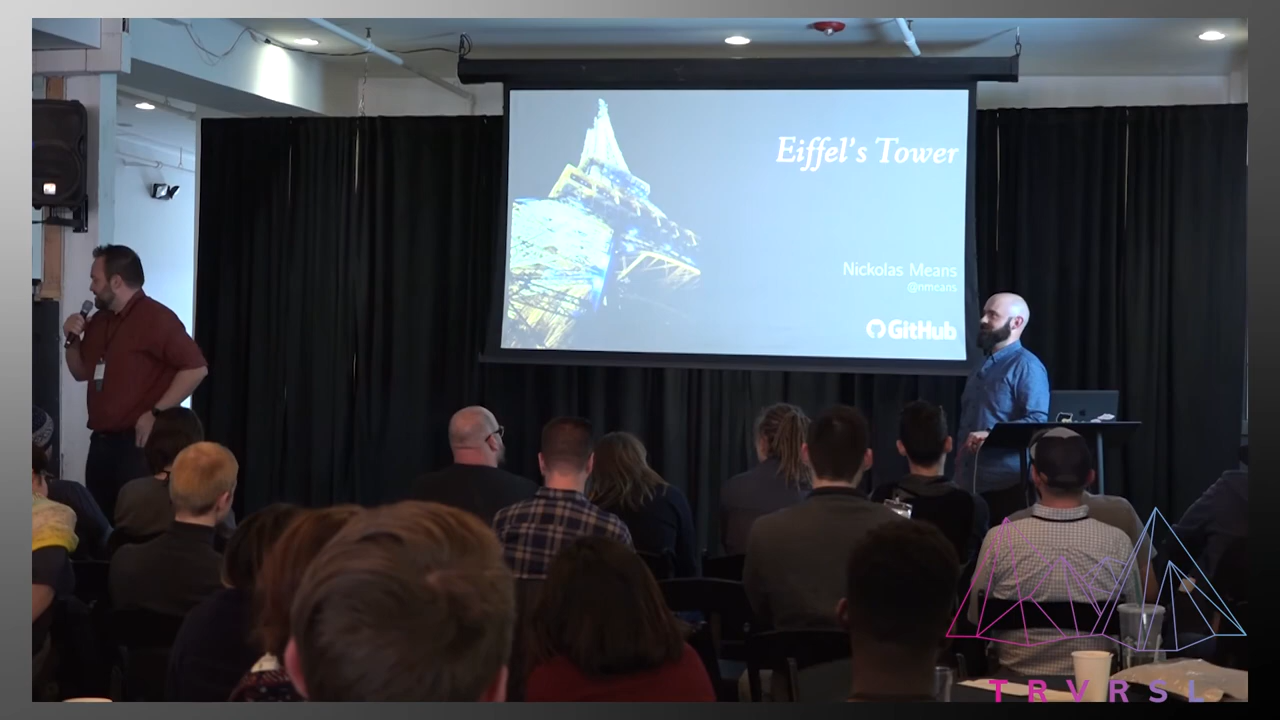 Eiffel's Tower
Nickolas Means
@nmeans
GitHub
TRVRSL